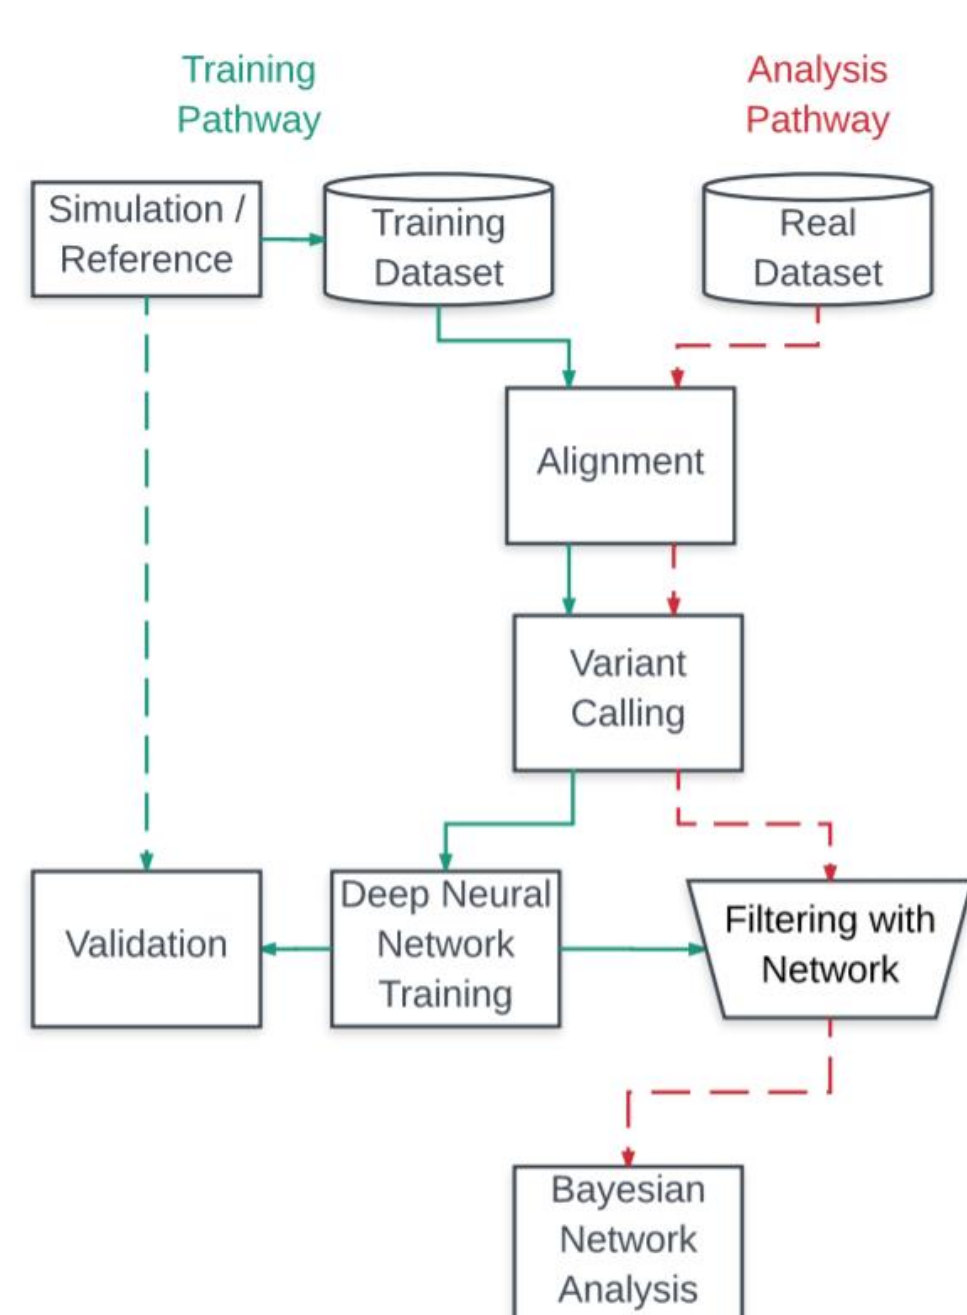 Training
Pathway
Analysis
Pathway
Simulation /
Reference
Training
Dataset
Real
Dataset
Alignment
Variant
Calling
Validation
Deep Neural
Network
Training
Filtering with
Network
Bayesian
Network
Analysis